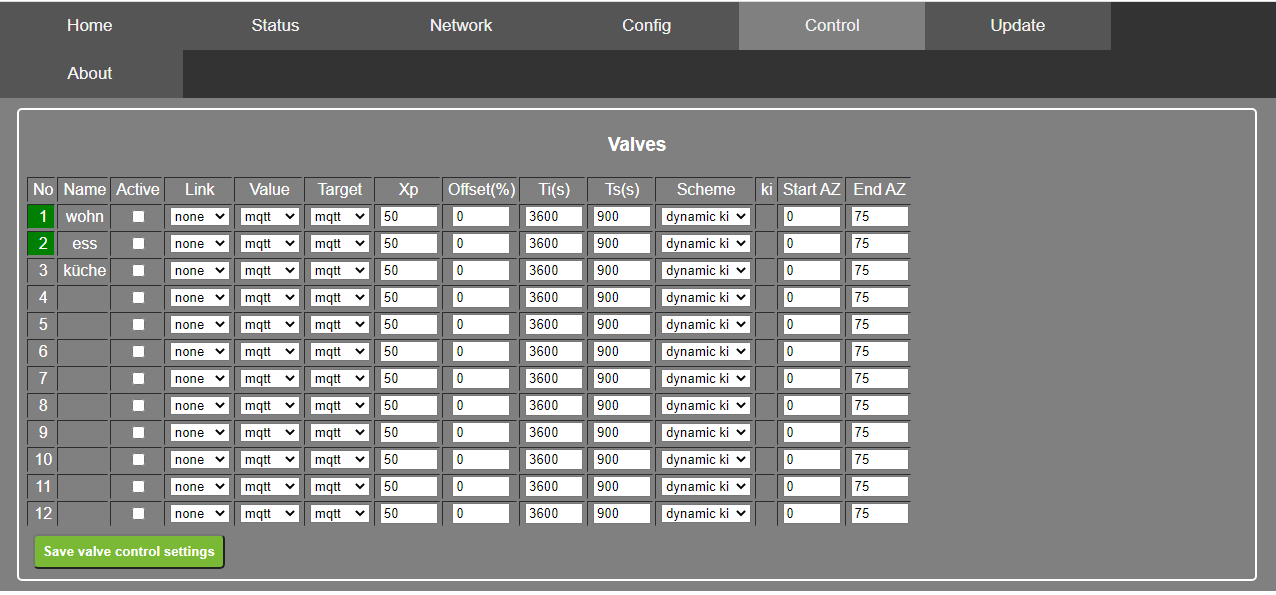 Home Status Network Config Control Update
About
Valves
No Name Active Link Value Target Xp Offset(%) Ti(s) Ts(s) Scheme ki Start AZ End AZ
1 wohn none mqtt mqtt 50 0 3600 900 dynamic ki 0 75
2 ess none mqtt mqtt 50 0 3600 900 dynamic ki 0 75
3 küche none mqtt mqtt 50 0 3600 900 dynamic ki 0 75
4 none mqtt mqtt 50 0 3600 900 dynamic ki 0 75
5 none mqtt mqtt 50 0 3600 900 dynamic ki 0 75
6 none mqtt mqtt 50 0 3600 900 dynamic ki 0 75
7 none mqtt mqtt 50 0 3600 900 dynamic ki 0 75
8 none mqtt mqtt 50 0 3600 900 dynamic ki 0 75
9 none mqtt mqtt 50 0 3600 900 dynamic ki 0 75
10 none mqtt mqtt 50 0 3600 900 dynamic ki 0 75
11 none mqtt mqtt 50 0 3600 900 dynamic ki 0 75
12 none mqtt mqtt 50 0 3600 900 dynamic ki 0 75
Save valve control settings